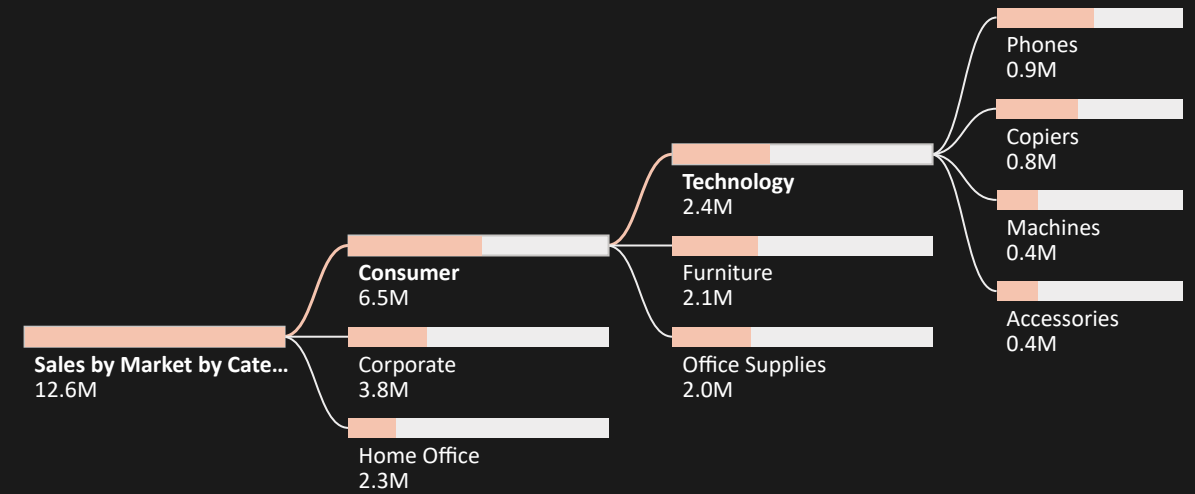 Sales by Market by Cate...
12.6M
Consumer
6.5M
Corporate
3.8M
Home Office
2.3M
Technology
2.4M
Furniture
2.1M
Office Supplies
2.0M
Phones
0.9M
Copiers
0.8M
Machines
0.4M
Accessories
0.4M